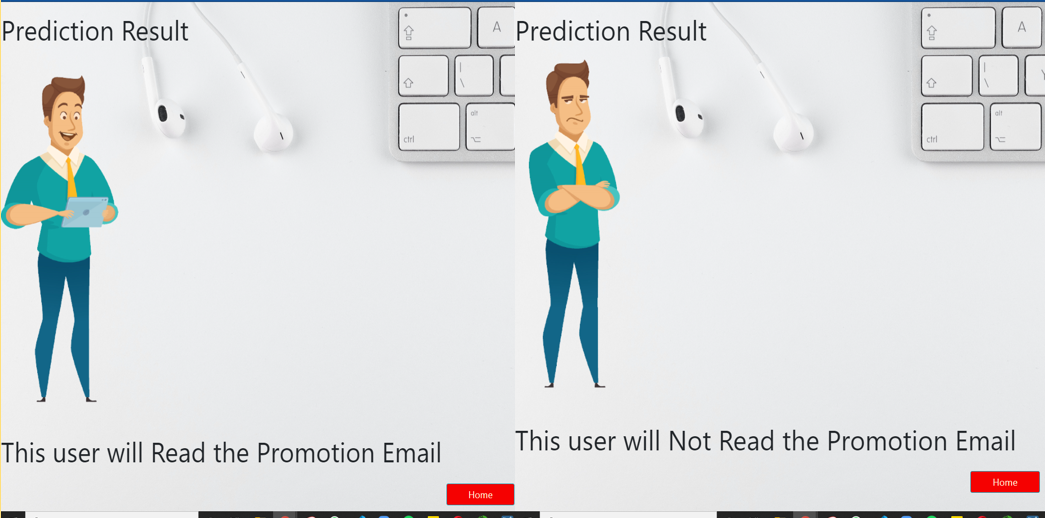 Prediction Result
*
A
|
\
ctrl
alt
This user will Read the Promotion Email
Home
Prediction Result
*
A
|
\
Y
ctrl
alt
This user will Not Read the Promotion Email
Home